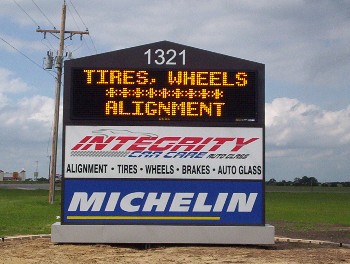 1321
TIRES, WHEELS
**********
ALIGNMENT
INTEGRITY
CAR CARE AUTO GLASS
ALIGNMENT • TIRES • WHEELS • BRAKES • AUTO GLASS
MICHELIN